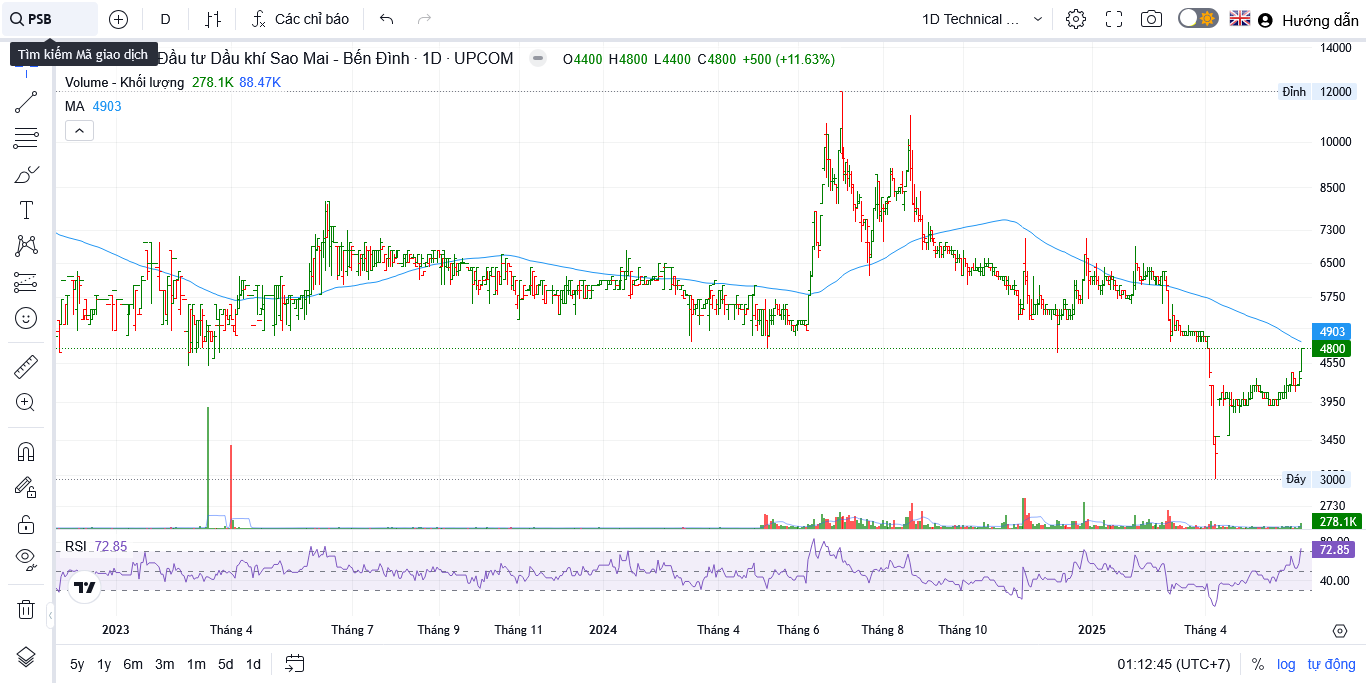 PSB
D
Các chỉ báo
1D Technical ...
Hướng dẫn
Tìm kiếm Mã giao dịch
Đầu tư Dầu khí Sao Mai - Bến Đình · 1D · UPCOM
O4400 H4800 L4400 C4800 +500 (+11.63%)
Volume - Khối lượng 278.1K 88.47K
MA 4903
14000
Đỉnh 12000
10000
8500
7300
6500
5750
4903
4800
4550
3950
3450
Đáy 3000
2730
278.1K
RSI 72.85
72.85
40.00
2023
Tháng 4
Tháng 7
Tháng 9
Tháng 11
2024
Tháng 4
Tháng 6
Tháng 8
Tháng 10
2025
Tháng 4
5y 1y 6m 3m 1m 5d 1d
01:12:45 (UTC+7)
% log tự động